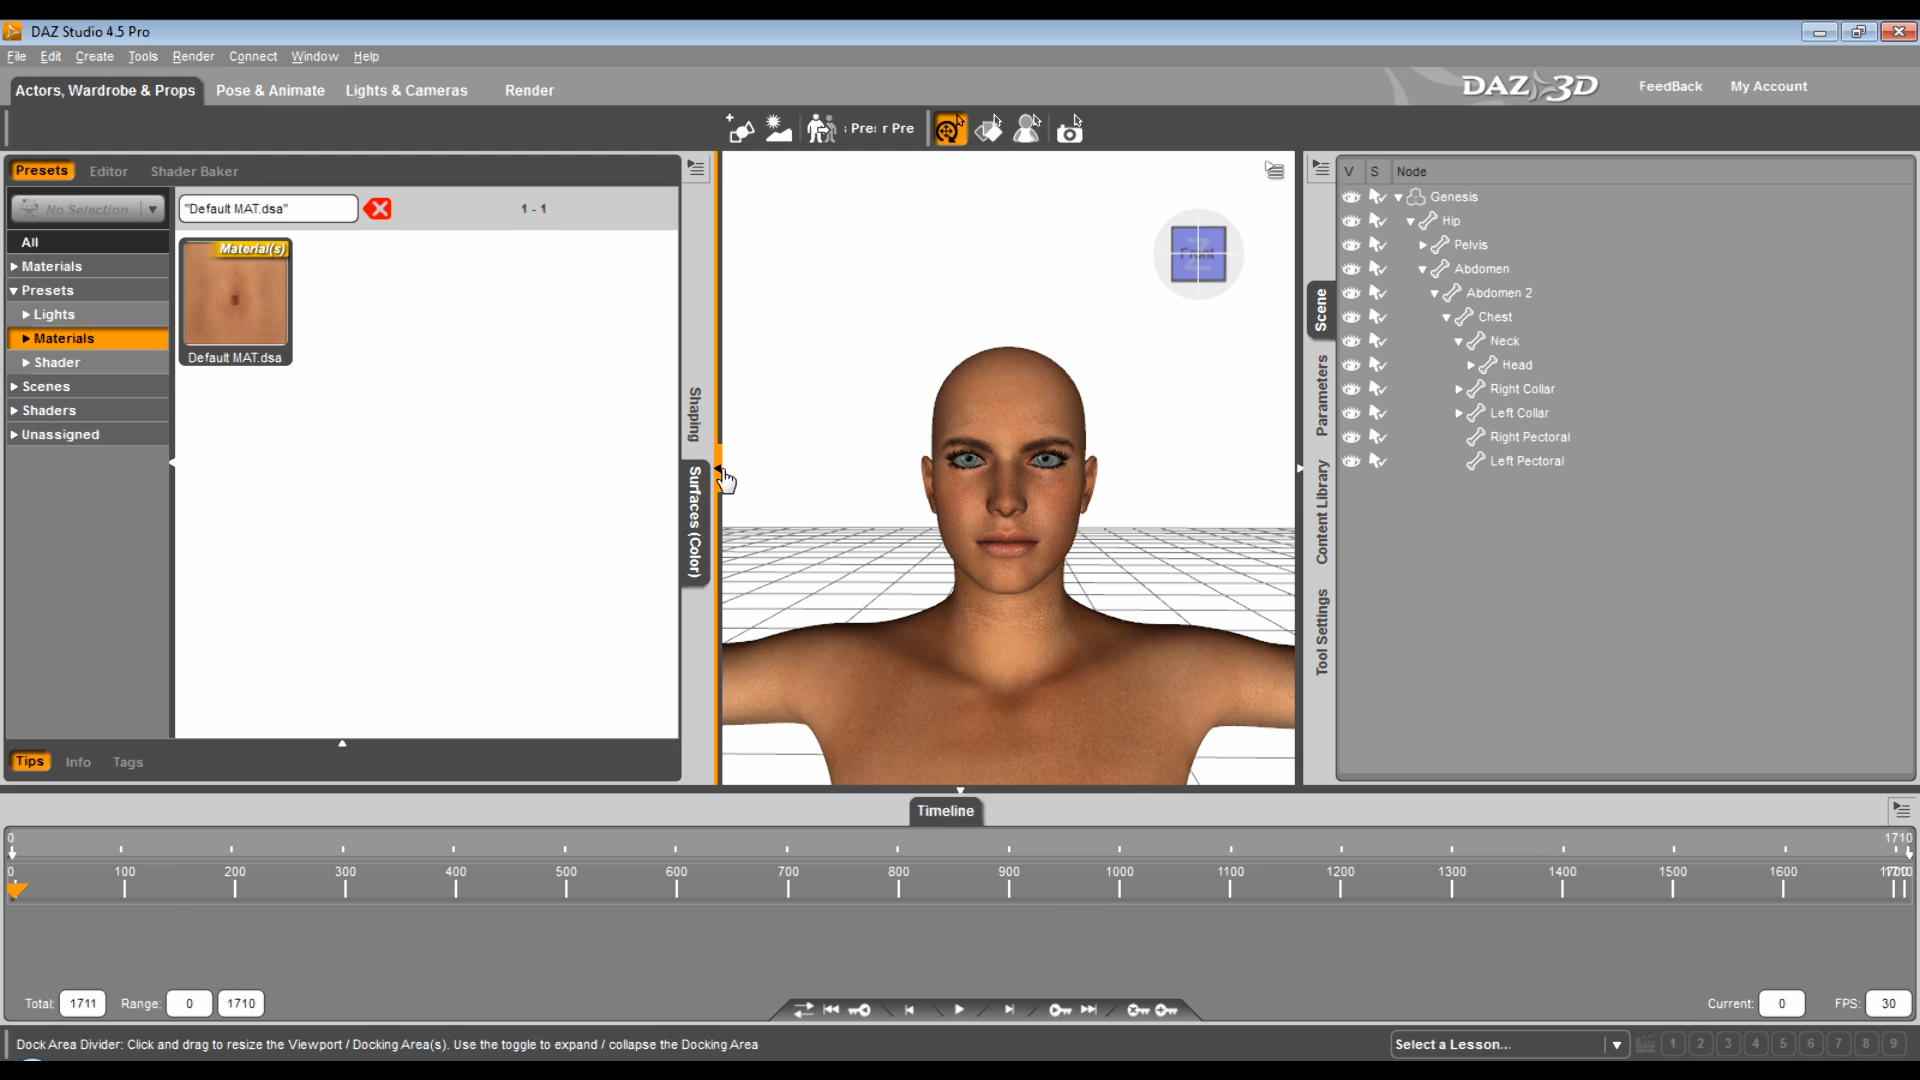 DAZ Studio 4.5 Pro
File Edit Create Tools Render Connect Window Help
Actors, Wardrobe & Props Pose & Animate Lights & Cameras Render
DAZ 3D FeedBack My Account
Pre: r Pre
Presets Editor Shader Baker
No Selection
"Default MAT.dsa" 1 - 1
All
Materials
Presets
Lights
Materials
Shader
Scenes
Shaders
Unassigned
Material(s)
Default MAT.dsa
Shaping
Surfaces (Color)
Front
Z
Scene
Parameters
Content Library
Tool Settings
V S Node
Genesis
Hip
Pelvis
Abdomen
Abdomen 2
Chest
Neck
Head
Right Collar
Left Collar
Right Pectoral
Left Pectoral
Tips Info Tags
Timeline
0 1710
0 100 200 300 400 500 600 700 800 900 1000 1100 1200 1300 1400 1500 1600
Total: 1711 Range: 0 1710 Current: 0 FPS: 30
Dock Area Divider: Click and drag to resize the Viewport / Docking Area(s). Use the toggle to expand / collapse the Docking Area
Select a Lesson... 1 2 3 4 5 6 7 8 9